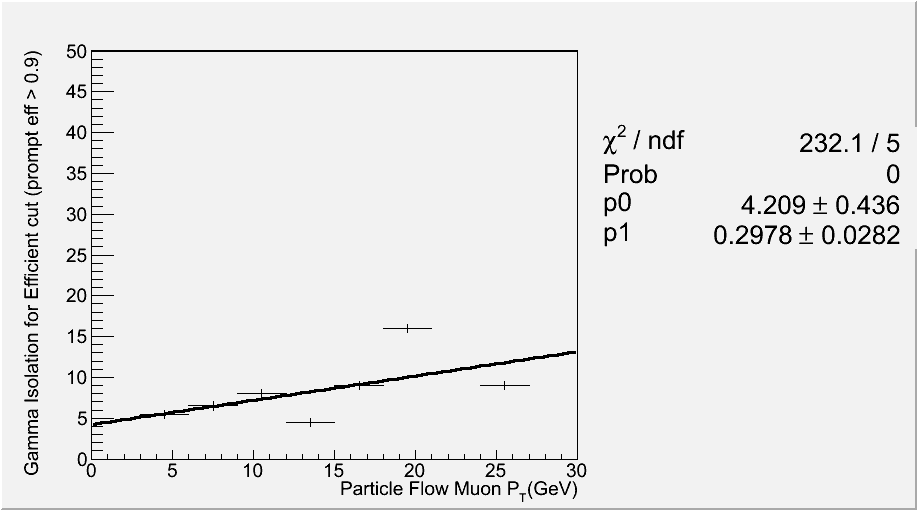 Gamma Isolation for Efficient cut (prompt eff > 0.9)
50
45
40
35
30
25
20
15
10
5
0
0 5 10 15 20 25 30
Particle Flow Muon P_T(GeV)
χ² / ndf 232.1 / 5
Prob 0
p0 4.209 ± 0.436
p1 0.2978 ± 0.0282